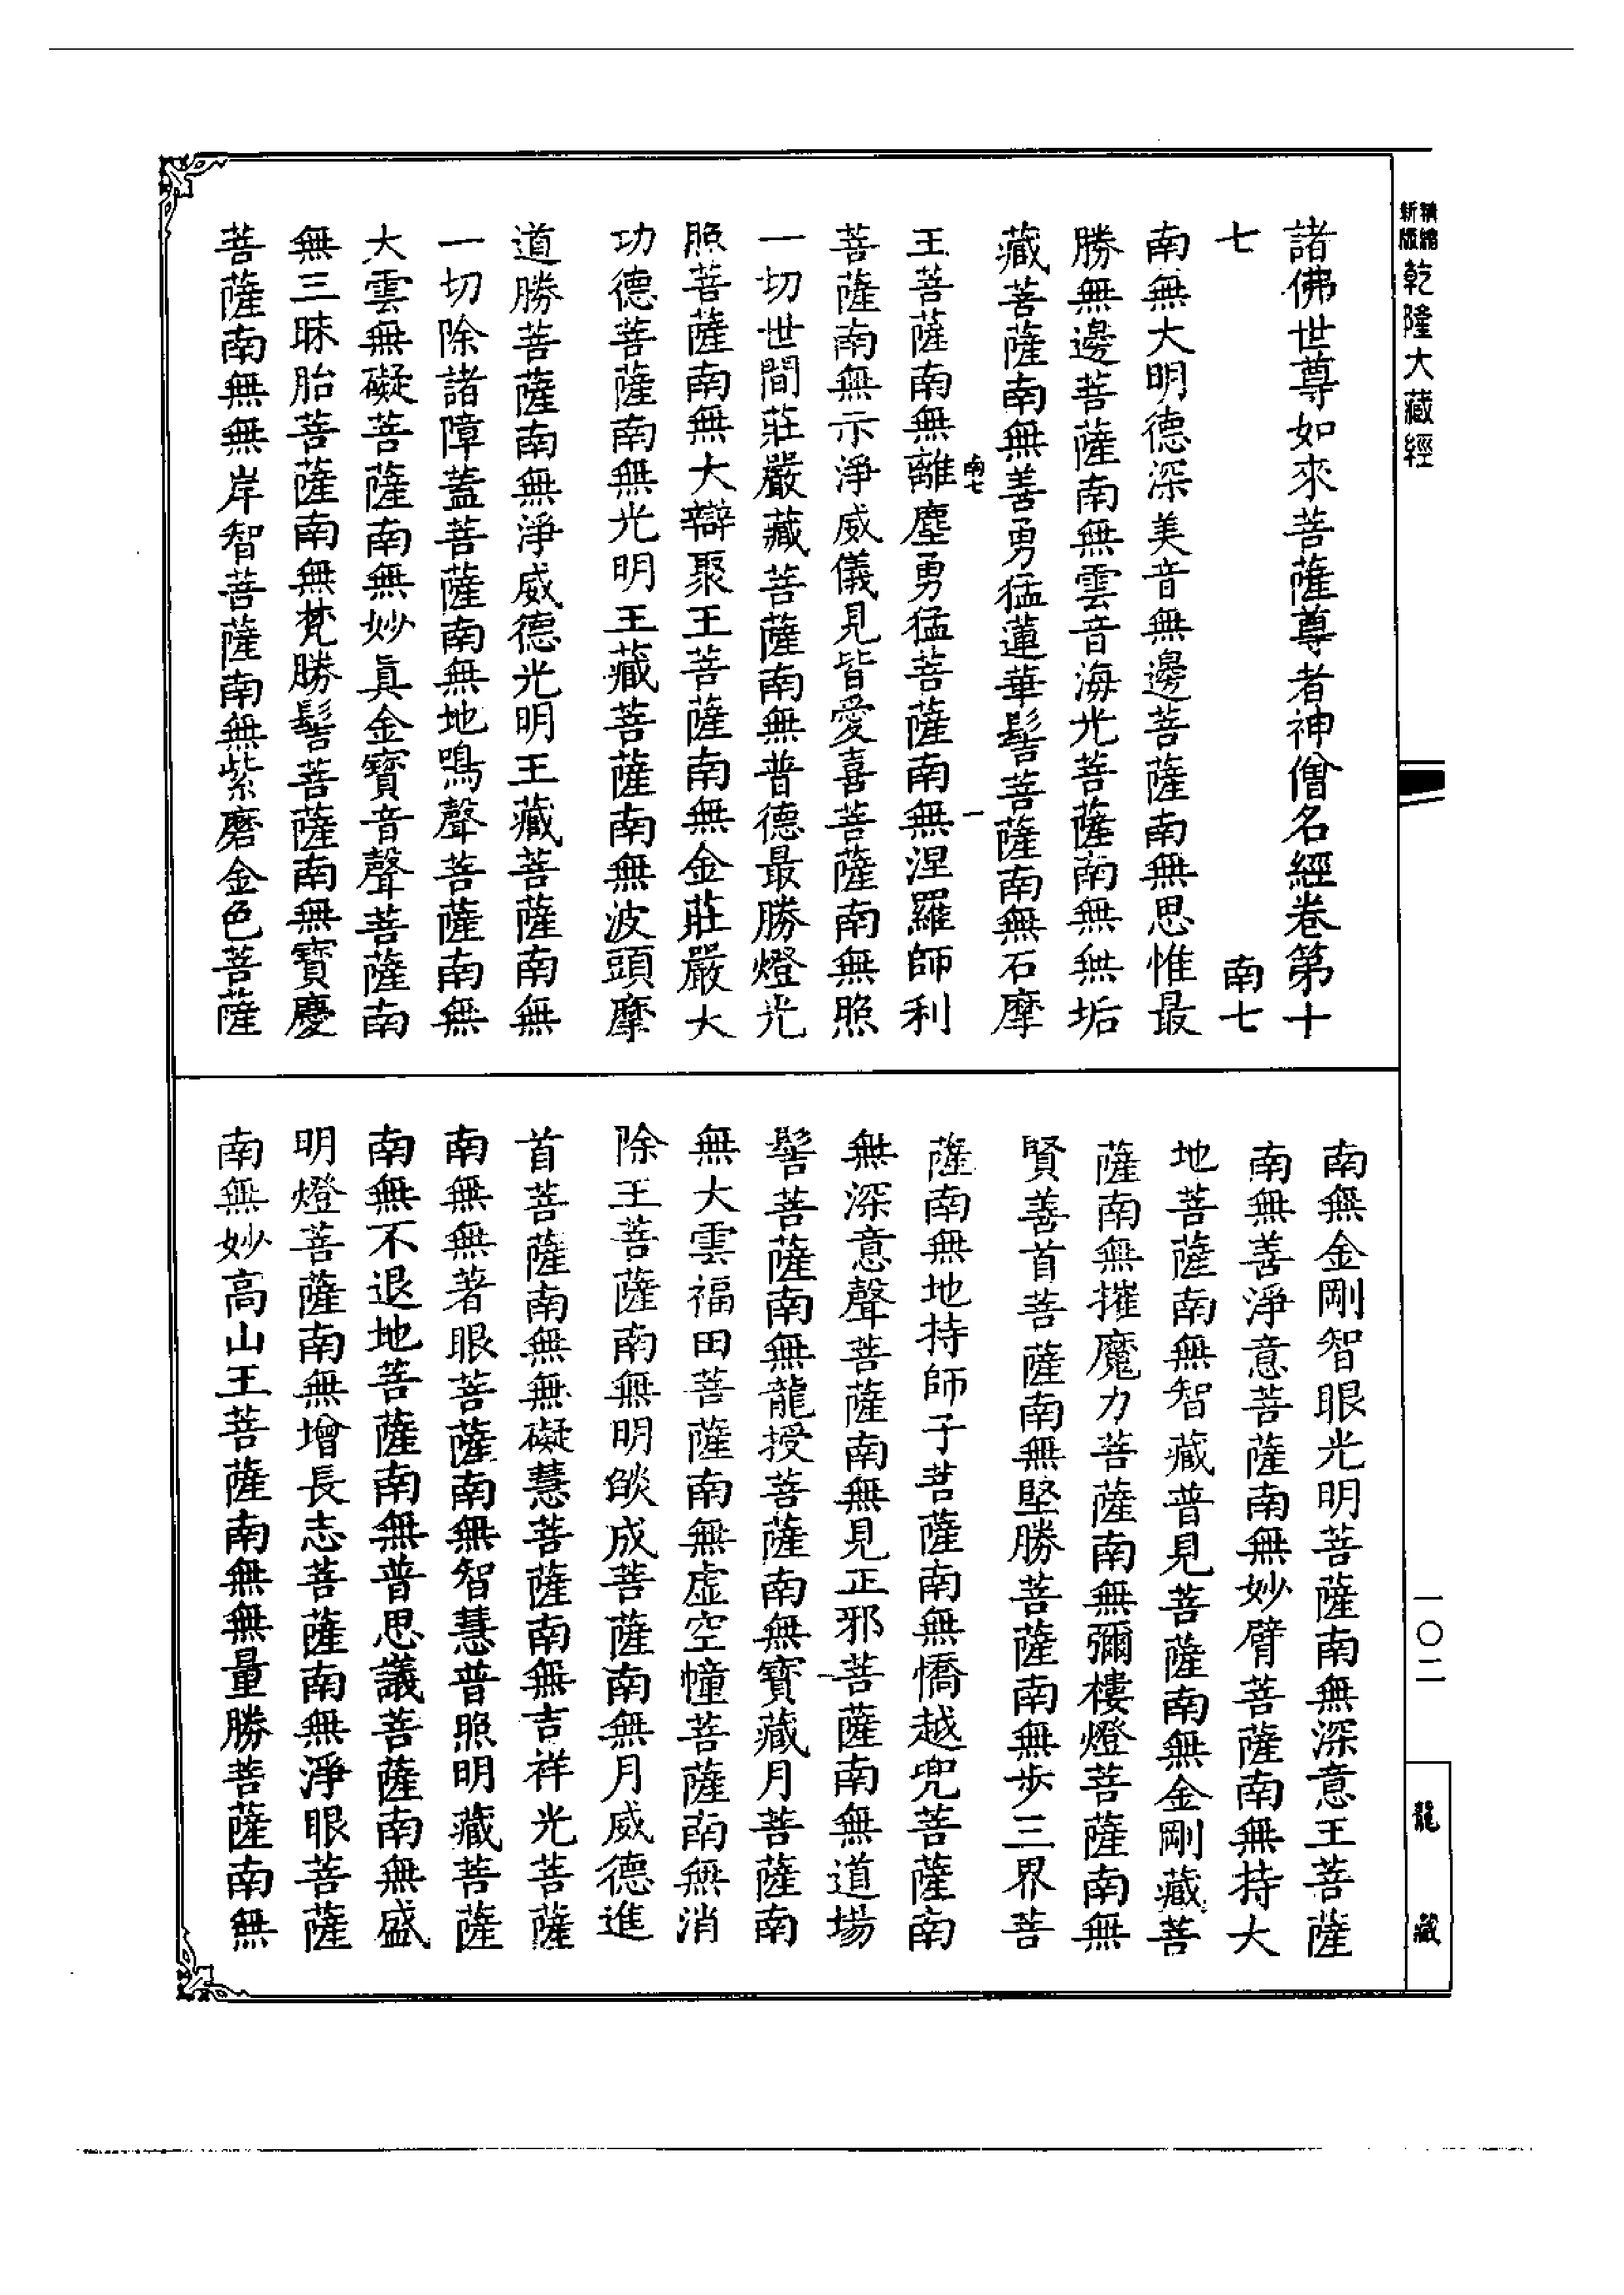 精縮新版乾隆大藏經
諸佛世尊如來菩薩尊者神僧名經卷第十
七　南七
南無大明德深美音無邊菩薩南無思惟最
勝無邊菩薩南無雲音海光菩薩南無無垢
藏菩薩南無善勇猛蓮華髻菩薩南無石摩
南七　一
王菩薩南無離塵勇猛菩薩南無涅羅師利
菩薩南無示淨威儀見皆愛喜菩薩南無照
一切世間莊嚴藏菩薩南無普德最勝燈光
照菩薩南無大辯聚王菩薩南無金莊嚴大
功德菩薩南無光明王藏菩薩南無波頭摩
道勝菩薩南無淨威德光明王藏菩薩南無
一切除諸障蓋菩薩南無地鳴聲菩薩南無
大雲無礙菩薩南無妙真金寶音聲菩薩南
無三昧胎菩薩南無梵勝髻菩薩南無寶慶
菩薩南無無岸智菩薩南無紫磨金色菩薩
南無金剛智眼光明菩薩南無深意王菩薩
南無善淨意菩薩南無妙臂菩薩南無持大
地菩薩南無智藏普見菩薩南無金剛藏菩
薩南無摧魔力菩薩南無彌樓燈菩薩南無
賢善首菩薩南無堅勝菩薩南無步三界菩
薩南無地持師子菩薩南無憍越兜菩薩南
無深意聲菩薩南無見正邪菩薩南無道場
髻菩薩南無龍授菩薩南無寶藏月菩薩南
無大雲福田菩薩南無虛空幢菩薩南無消
除王菩薩南無明燄成菩薩南無月威德進
首菩薩南無無礙慧菩薩南無吉祥光菩薩
南無無著眼菩薩南無智慧普照明藏菩薩
南無不退地菩薩南無普思議菩薩南無盛
明燈菩薩南無增長志菩薩南無淨眼菩薩
南無妙高山王菩薩南無無量勝菩薩南無
一〇二
龍藏